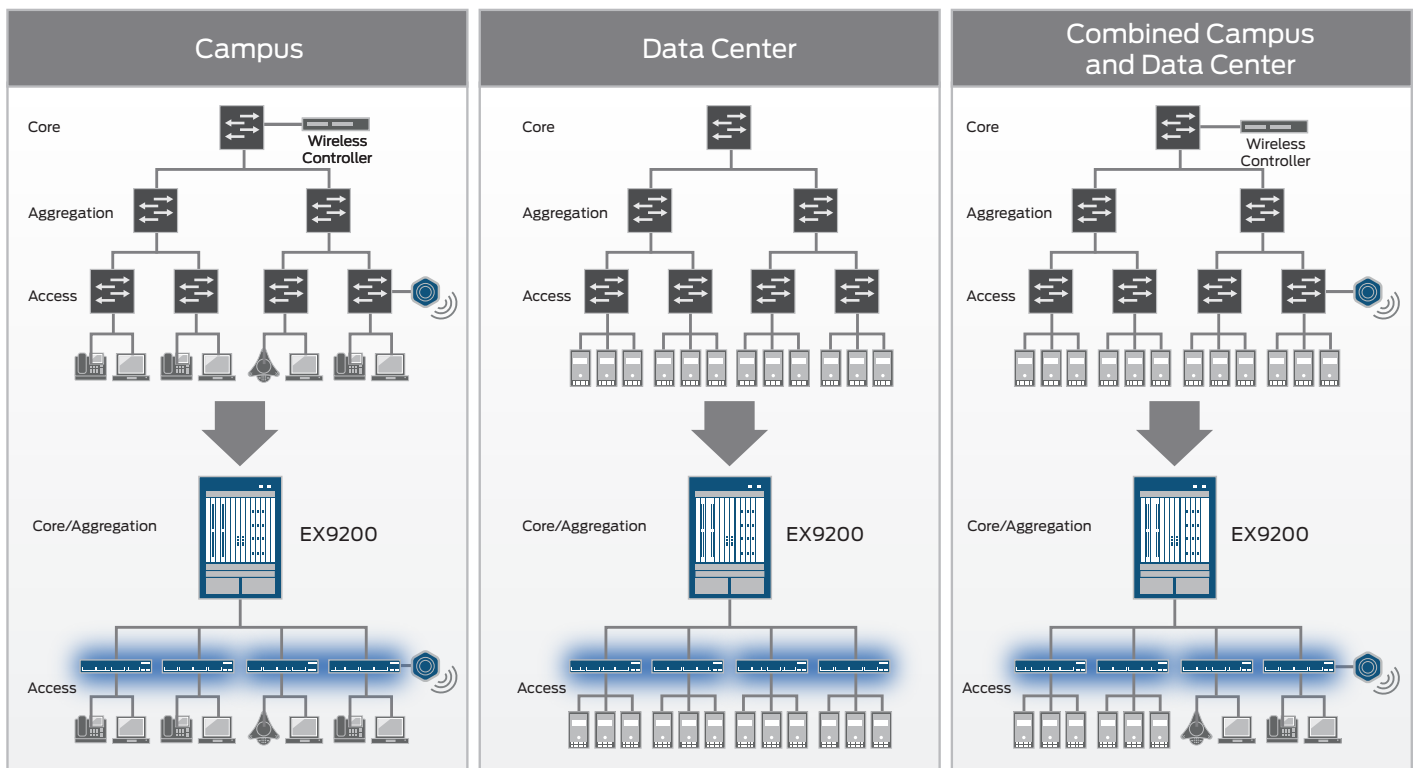 Campus
Core
Wireless
Controller
Aggregation
Access
Core/Aggregation
EX9200
Access
Data Center
Core
Aggregation
Access
Core/Aggregation
EX9200
Access
Combined Campus
and Data Center
Core
Wireless
Controller
Aggregation
Access
Core/Aggregation
EX9200
Access